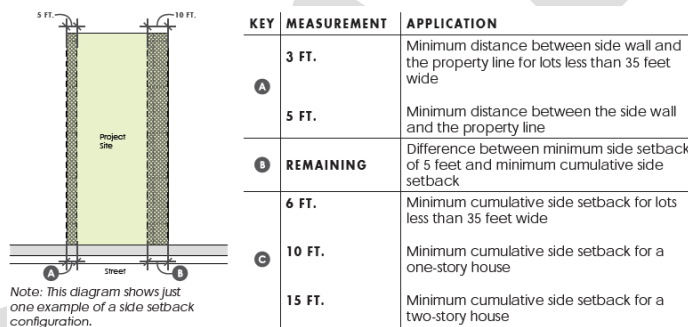 5 FT.
10 FT.
Project
Site
A
Street
B
Note: This diagram shows just
one example of a side setback
configuration.
KEY MEASUREMENT APPLICATION
A
3 FT.
Minimum distance between side wall and
the property line for lots less than 35 feet
wide
5 FT.
Minimum distance between the side wall
and the property line
B
REMAINING
Difference between minimum side setback
of 5 feet and minimum cumulative side
setback
C
6 FT.
Minimum cumulative side setback for lots
less than 35 feet wide
10 FT.
Minimum cumulative side setback for a
one-story house
15 FT.
Minimum cumulative side setback for a
two-story house